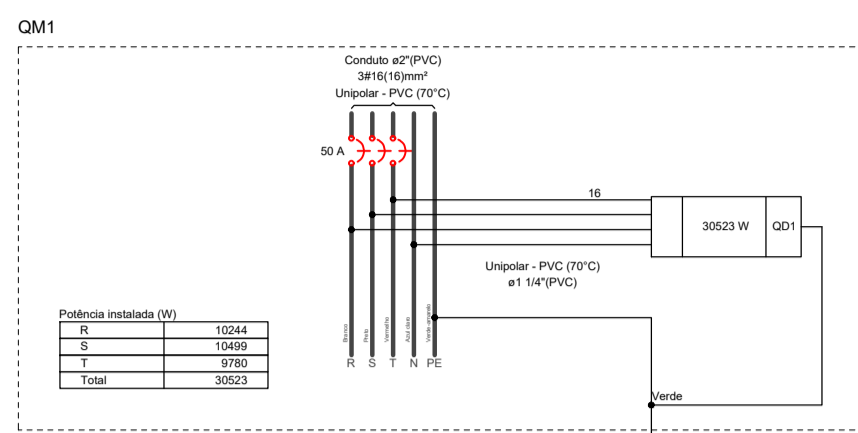 QM1
Conduto ø2"(PVC)
3#16(16)mm²
Unipolar - PVC (70°C)
50 A
16
30523 W
QD1
Unipolar - PVC (70°C)
ø1 1/4"(PVC)
Potência instalada (W)
R 10244
S 10499
T 9780
Total 30523
Branco
Preto
Vermelho
Azul claro
Verde-amarelo
R S T N PE
Verde